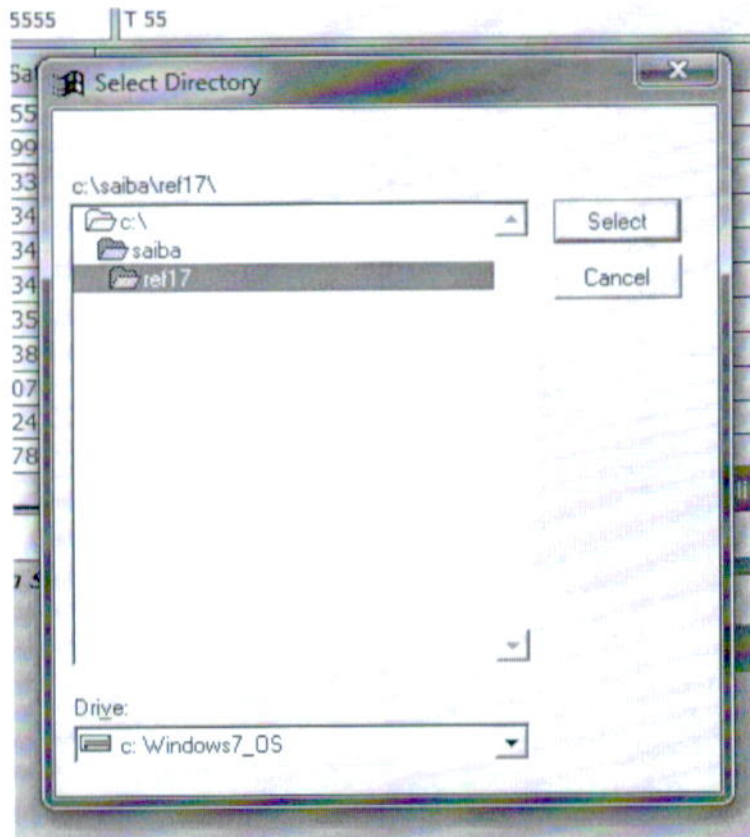 5555
T 55
Select Directory
55
99
33
34
34
34
35
38
07
24
78
c:\saiba\ref17\
c:\
saiba
ref17
Select
Cancel
Drive:
c: Windows7_OS